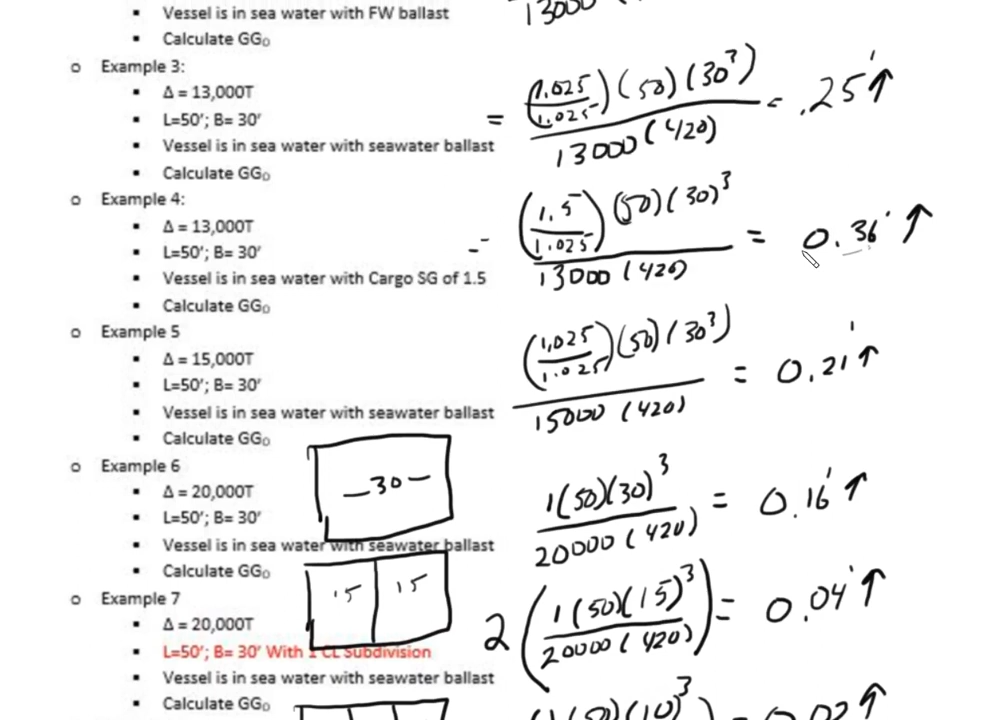 ▪ Vessel is in sea water with FW ballast
13000 (
▪ Calculate GG₀
o Example 3:
▪ Δ = 13,000T
▪ L=50'; B= 30'
▪ Vessel is in sea water with seawater ballast
▪ Calculate GG₀
= (1.025/1.025)(50)(30³) / 13000(420) = .25' ↑
o Example 4:
▪ Δ = 13,000T
▪ L=50'; B= 30'
▪ Vessel is in sea water with Cargo SG of 1.5
▪ Calculate GG₀
= (1.5/1.025)(50)(30)³ / 13000(420) = 0.36' ↑
o Example 5
▪ Δ = 15,000T
▪ L=50'; B= 30'
▪ Vessel is in sea water with seawater ballast
▪ Calculate GG₀
(1,025/1.025)(50)(30³) / 15000(420) = 0.21' ↑
o Example 6
▪ Δ = 20,000T
▪ L=50'; B= 30'
▪ Vessel is in sea water with seawater ballast
▪ Calculate GG₀
—30—
1(50)(30)³ / 20000(420) = 0.16' ↑
o Example 7
▪ Δ = 20,000T
▪ L=50'; B= 30' With 1 CL Subdivision
▪ Vessel is in sea water with seawater ballast
▪ Calculate GG₀
15 15
2(1(50)(15)³ / 20000(420)) = 0.04' ↑
(1(50)(10)³